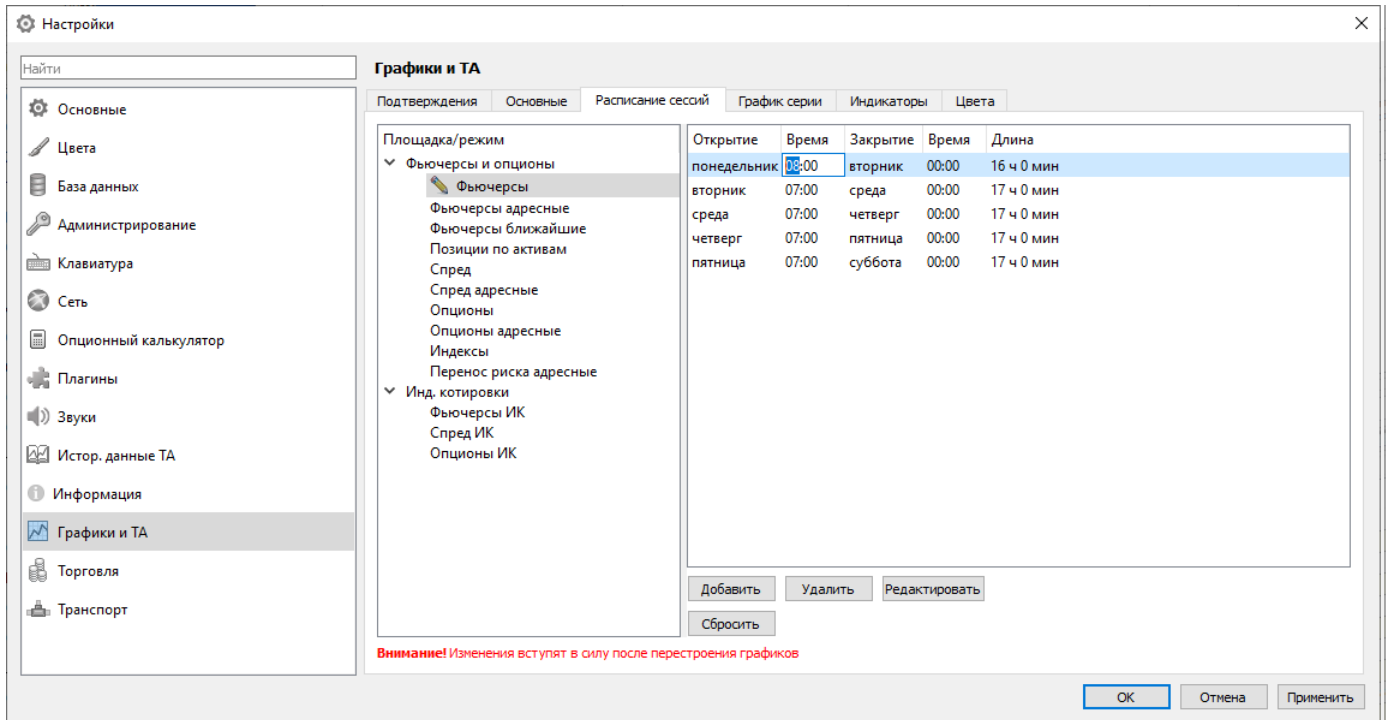 Настройки
Найти
Основные
Цвета
База данных
Администрирование
Клавиатура
Сеть
Опционный калькулятор
Плагины
Звуки
Истор. данные ТА
Информация
Графики и ТА
Торговля
Транспорт
Графики и ТА
Подтверждения Основные Расписание сессий График серии Индикаторы Цвета
Площадка/режим
Фьючерсы и опционы
Фьючерсы
Фьючерсы адресные
Фьючерсы ближайшие
Позиции по активам
Спред
Спред адресные
Опционы
Опционы адресные
Индексы
Перенос риска адресные
Инд. котировки
Фьючерсы ИК
Спред ИК
Опционы ИК
Открытие Время Закрытие Время Длина
понедельник 08:00 вторник 00:00 16 ч 0 мин
вторник 07:00 среда 00:00 17 ч 0 мин
среда 07:00 четверг 00:00 17 ч 0 мин
четверг 07:00 пятница 00:00 17 ч 0 мин
пятница 07:00 суббота 00:00 17 ч 0 мин
Добавить Удалить Редактировать
Сбросить
Внимание! Изменения вступят в силу после перестроения графиков
ОК Отмена Применить